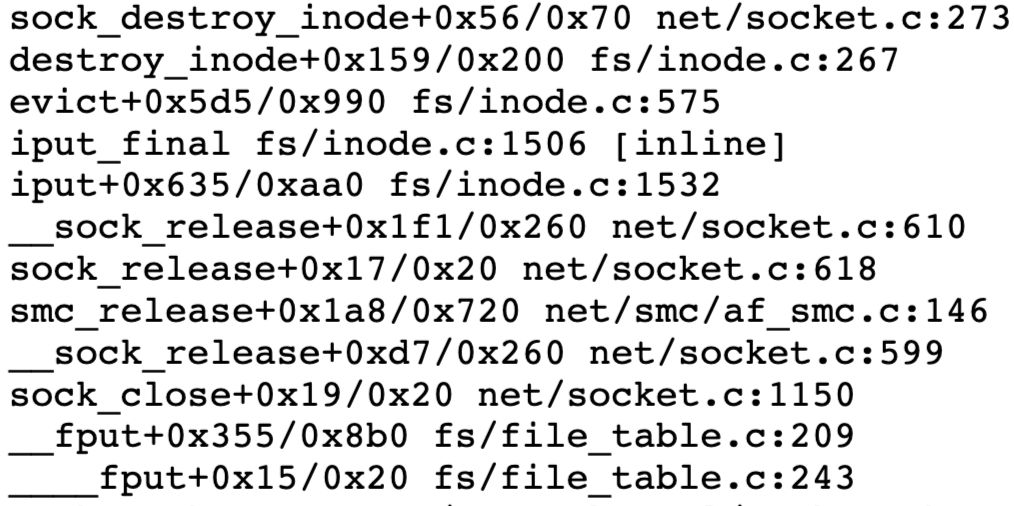 sock_destroy_inode+0x56/0x70 net/socket.c:273
destroy_inode+0x159/0x200 fs/inode.c:267
evict+0x5d5/0x990 fs/inode.c:575
iput_final fs/inode.c:1506 [inline]
iput+0x635/0xaa0 fs/inode.c:1532
__sock_release+0x1f1/0x260 net/socket.c:610
sock_release+0x17/0x20 net/socket.c:618
smc_release+0x1a8/0x720 net/smc/af_smc.c:146
__sock_release+0xd7/0x260 net/socket.c:599
sock_close+0x19/0x20 net/socket.c:1150
__fput+0x355/0x8b0 fs/file_table.c:209
____fput+0x15/0x20 fs/file_table.c:243